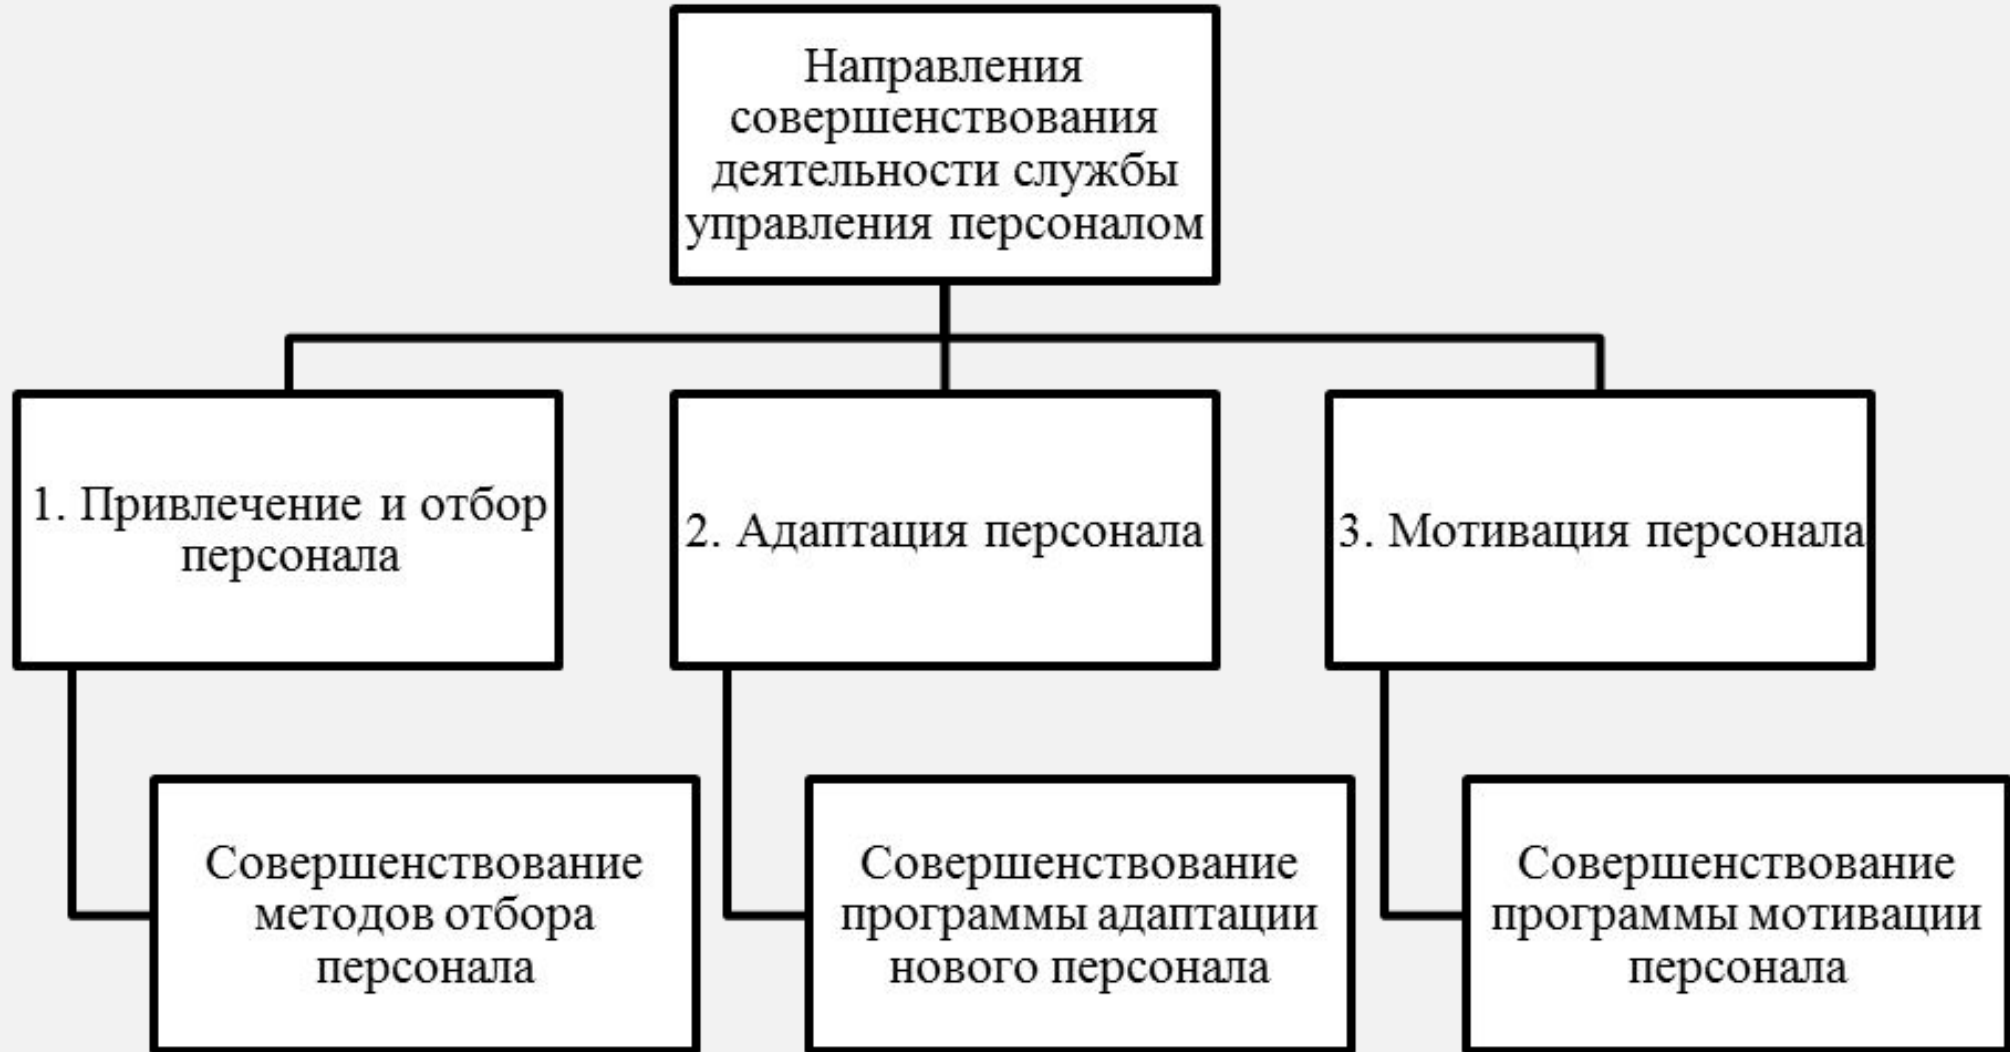 Направления
совершенствования
деятельности службы
управления персоналом
1. Привлечение и отбор
персонала
2. Адаптация персонала
3. Мотивация персонала
Совершенствование
методов отбора
персонала
Совершенствование
программы адаптации
нового персонала
Совершенствование
программы мотивации
персонала